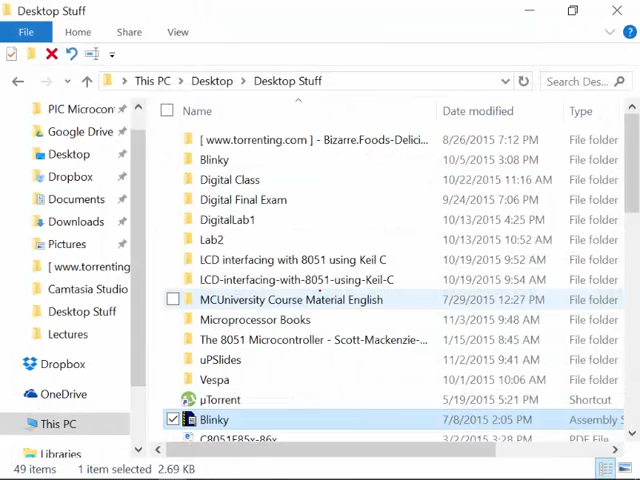 Desktop Stuff
File Home Share View
This PC Desktop Desktop Stuff Search Des...
PIC Microcon
Google Drive
Desktop
Dropbox
Documents
Downloads
Pictures
[ www.torrenting
Camtasia Studio
Desktop Stuff
Lectures
Dropbox
OneDrive
This PC
Libraries
Name Date modified Type
[ www.torrenting.com ] - Bizarre.Foods-Delici... 8/26/2015 7:12 PM File folder
Blinky 10/5/2015 3:08 PM File folder
Digital Class 10/22/2015 11:16 AM File folder
Digital Final Exam 9/24/2015 7:06 PM File folder
DigitalLab1 10/13/2015 4:25 PM File folder
Lab2 10/13/2015 10:52 AM File folder
LCD interfacing with 8051 using Keil C 10/19/2015 9:54 AM File folder
LCD-interfacing-with-8051-using-Keil-C 10/19/2015 9:52 AM File folder
MCUniversity Course Material English 7/29/2015 12:27 PM File folder
Microprocessor Books 11/3/2015 9:48 AM File folder
The 8051 Microcontroller - Scott-Mackenzie-... 1/15/2015 8:45 AM File folder
uPSlides 11/2/2015 9:41 AM File folder
Vespa 10/1/2015 10:06 AM File folder
µTorrent 5/19/2015 5:21 PM Shortcut
Blinky 7/8/2015 2:05 PM Assembly S
C8051F85x-86x 3/2/2015 3:28 PM PDF File
49 items 1 item selected 2.69 KB